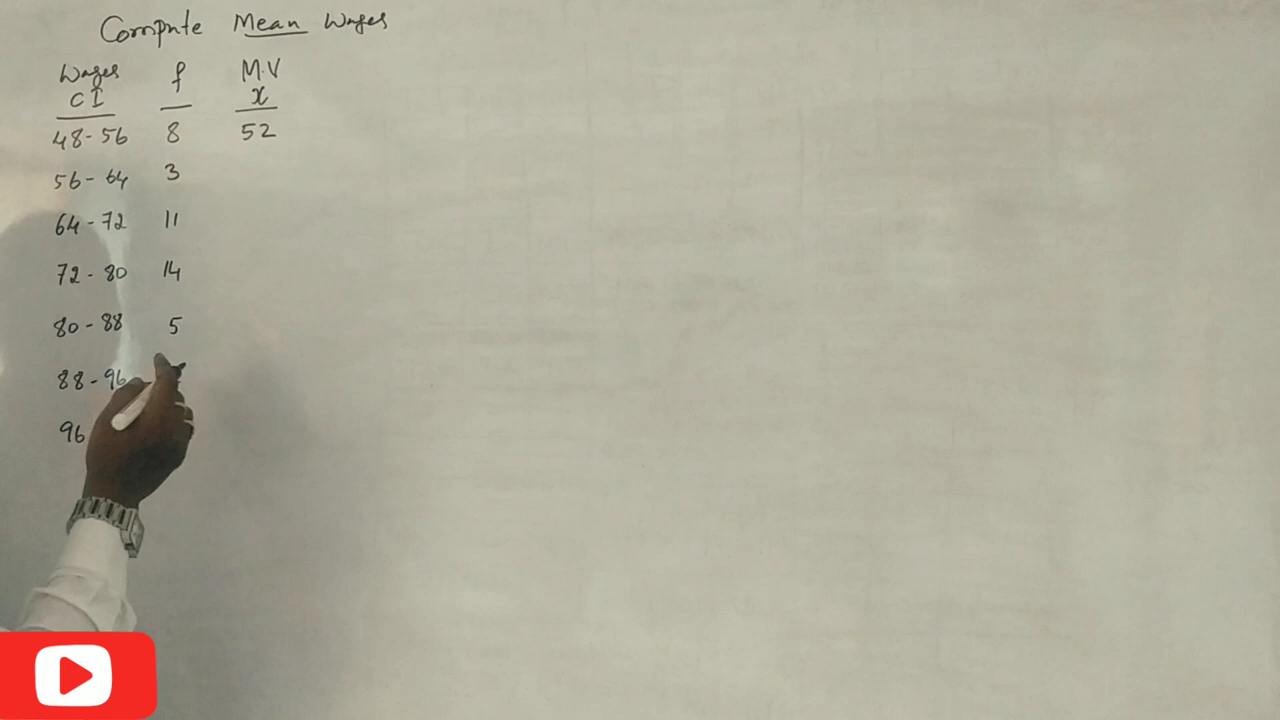 Compute Mean Wages
Wages f M.V
CI x
48-56 8 52
56-64 3
64-72 11
72-80 14
80-88 5
88-96
96